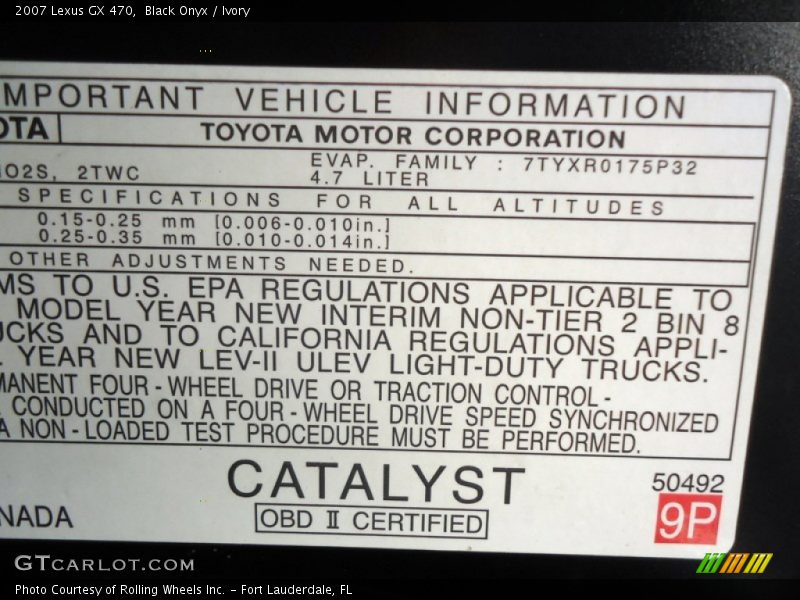 2007 Lexus GX 470, Black Onyx / Ivory
MPORTANT VEHICLE INFORMATION
OTA TOYOTA MOTOR CORPORATION
HO2S, 2TWC EVAP. FAMILY : 7TYXR0175P32
4.7 LITER
SPECIFICATIONS FOR ALL ALTITUDES
0.15-0.25 mm [0.006-0.010in.]
0.25-0.35 mm [0.010-0.014in.]
OTHER ADJUSTMENTS NEEDED.
MS TO U.S. EPA REGULATIONS APPLICABLE TO
MODEL YEAR NEW INTERIM NON-TIER 2 BIN 8
UCKS AND TO CALIFORNIA REGULATIONS APPLI-
YEAR NEW LEV-II ULEV LIGHT-DUTY TRUCKS.
MANENT FOUR-WHEEL DRIVE OR TRACTION CONTROL-
CONDUCTED ON A FOUR-WHEEL DRIVE SPEED SYNCHRONIZED
A NON-LOADED TEST PROCEDURE MUST BE PERFORMED.
CATALYST
50492
NADA OBD II CERTIFIED 9P
GTCARLOT.COM
Photo Courtesy of Rolling Wheels Inc. - Fort Lauderdale, FL